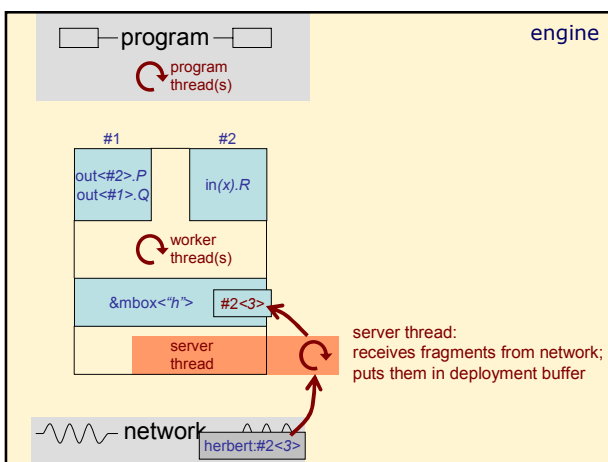 program
engine
program
thread(s)
#1
#2
out<#2>.P
out<#1>.Q
in(x).R
worker
thread(s)
&mbox<“h”>
#2<3>
server
thread
server thread:
receives fragments from network;
puts them in deployment buffer
network
herbert:#2<3>